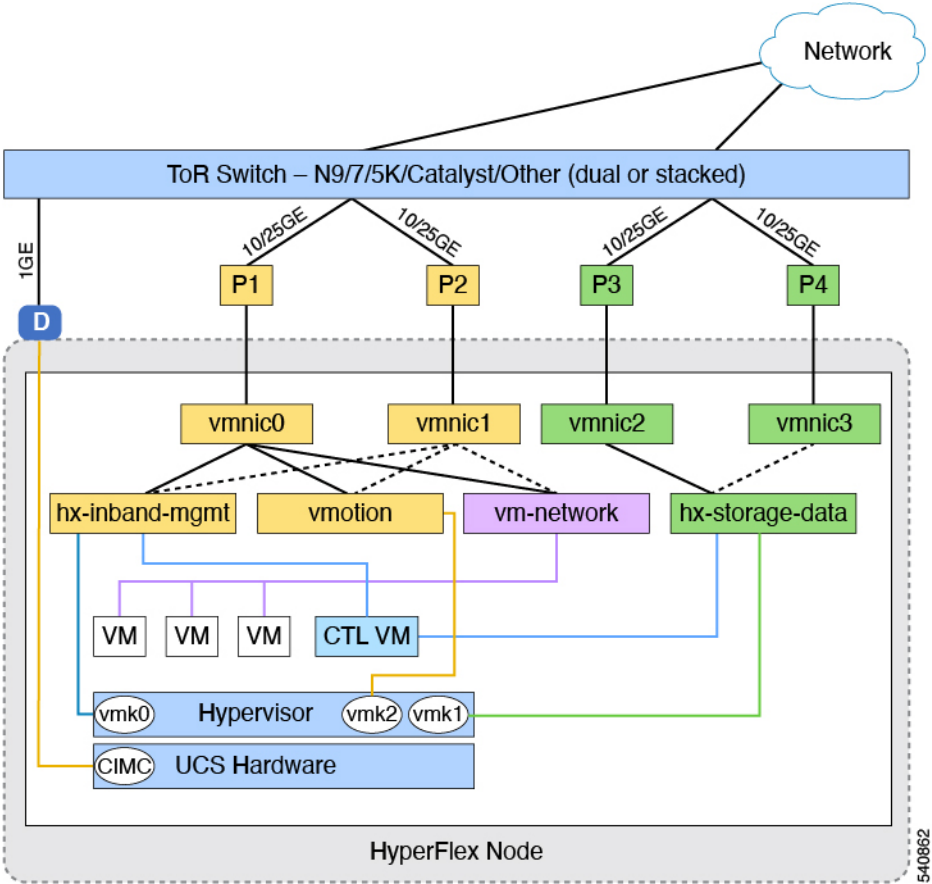 Network
ToR Switch – N9/7/5K/Catalyst/Other (dual or stacked)
1GE
10/25GE
10/25GE
10/25GE
10/25GE
P1
P2
P3
P4
D
vmnic0
vmnic1
vmnic2
vmnic3
hx-inband-mgmt
vmotion
vm-network
hx-storage-data
VM
VM
VM
CTL VM
vmk0
Hypervisor
vmk2
vmk1
CIMC
UCS Hardware
HyperFlex Node
540862